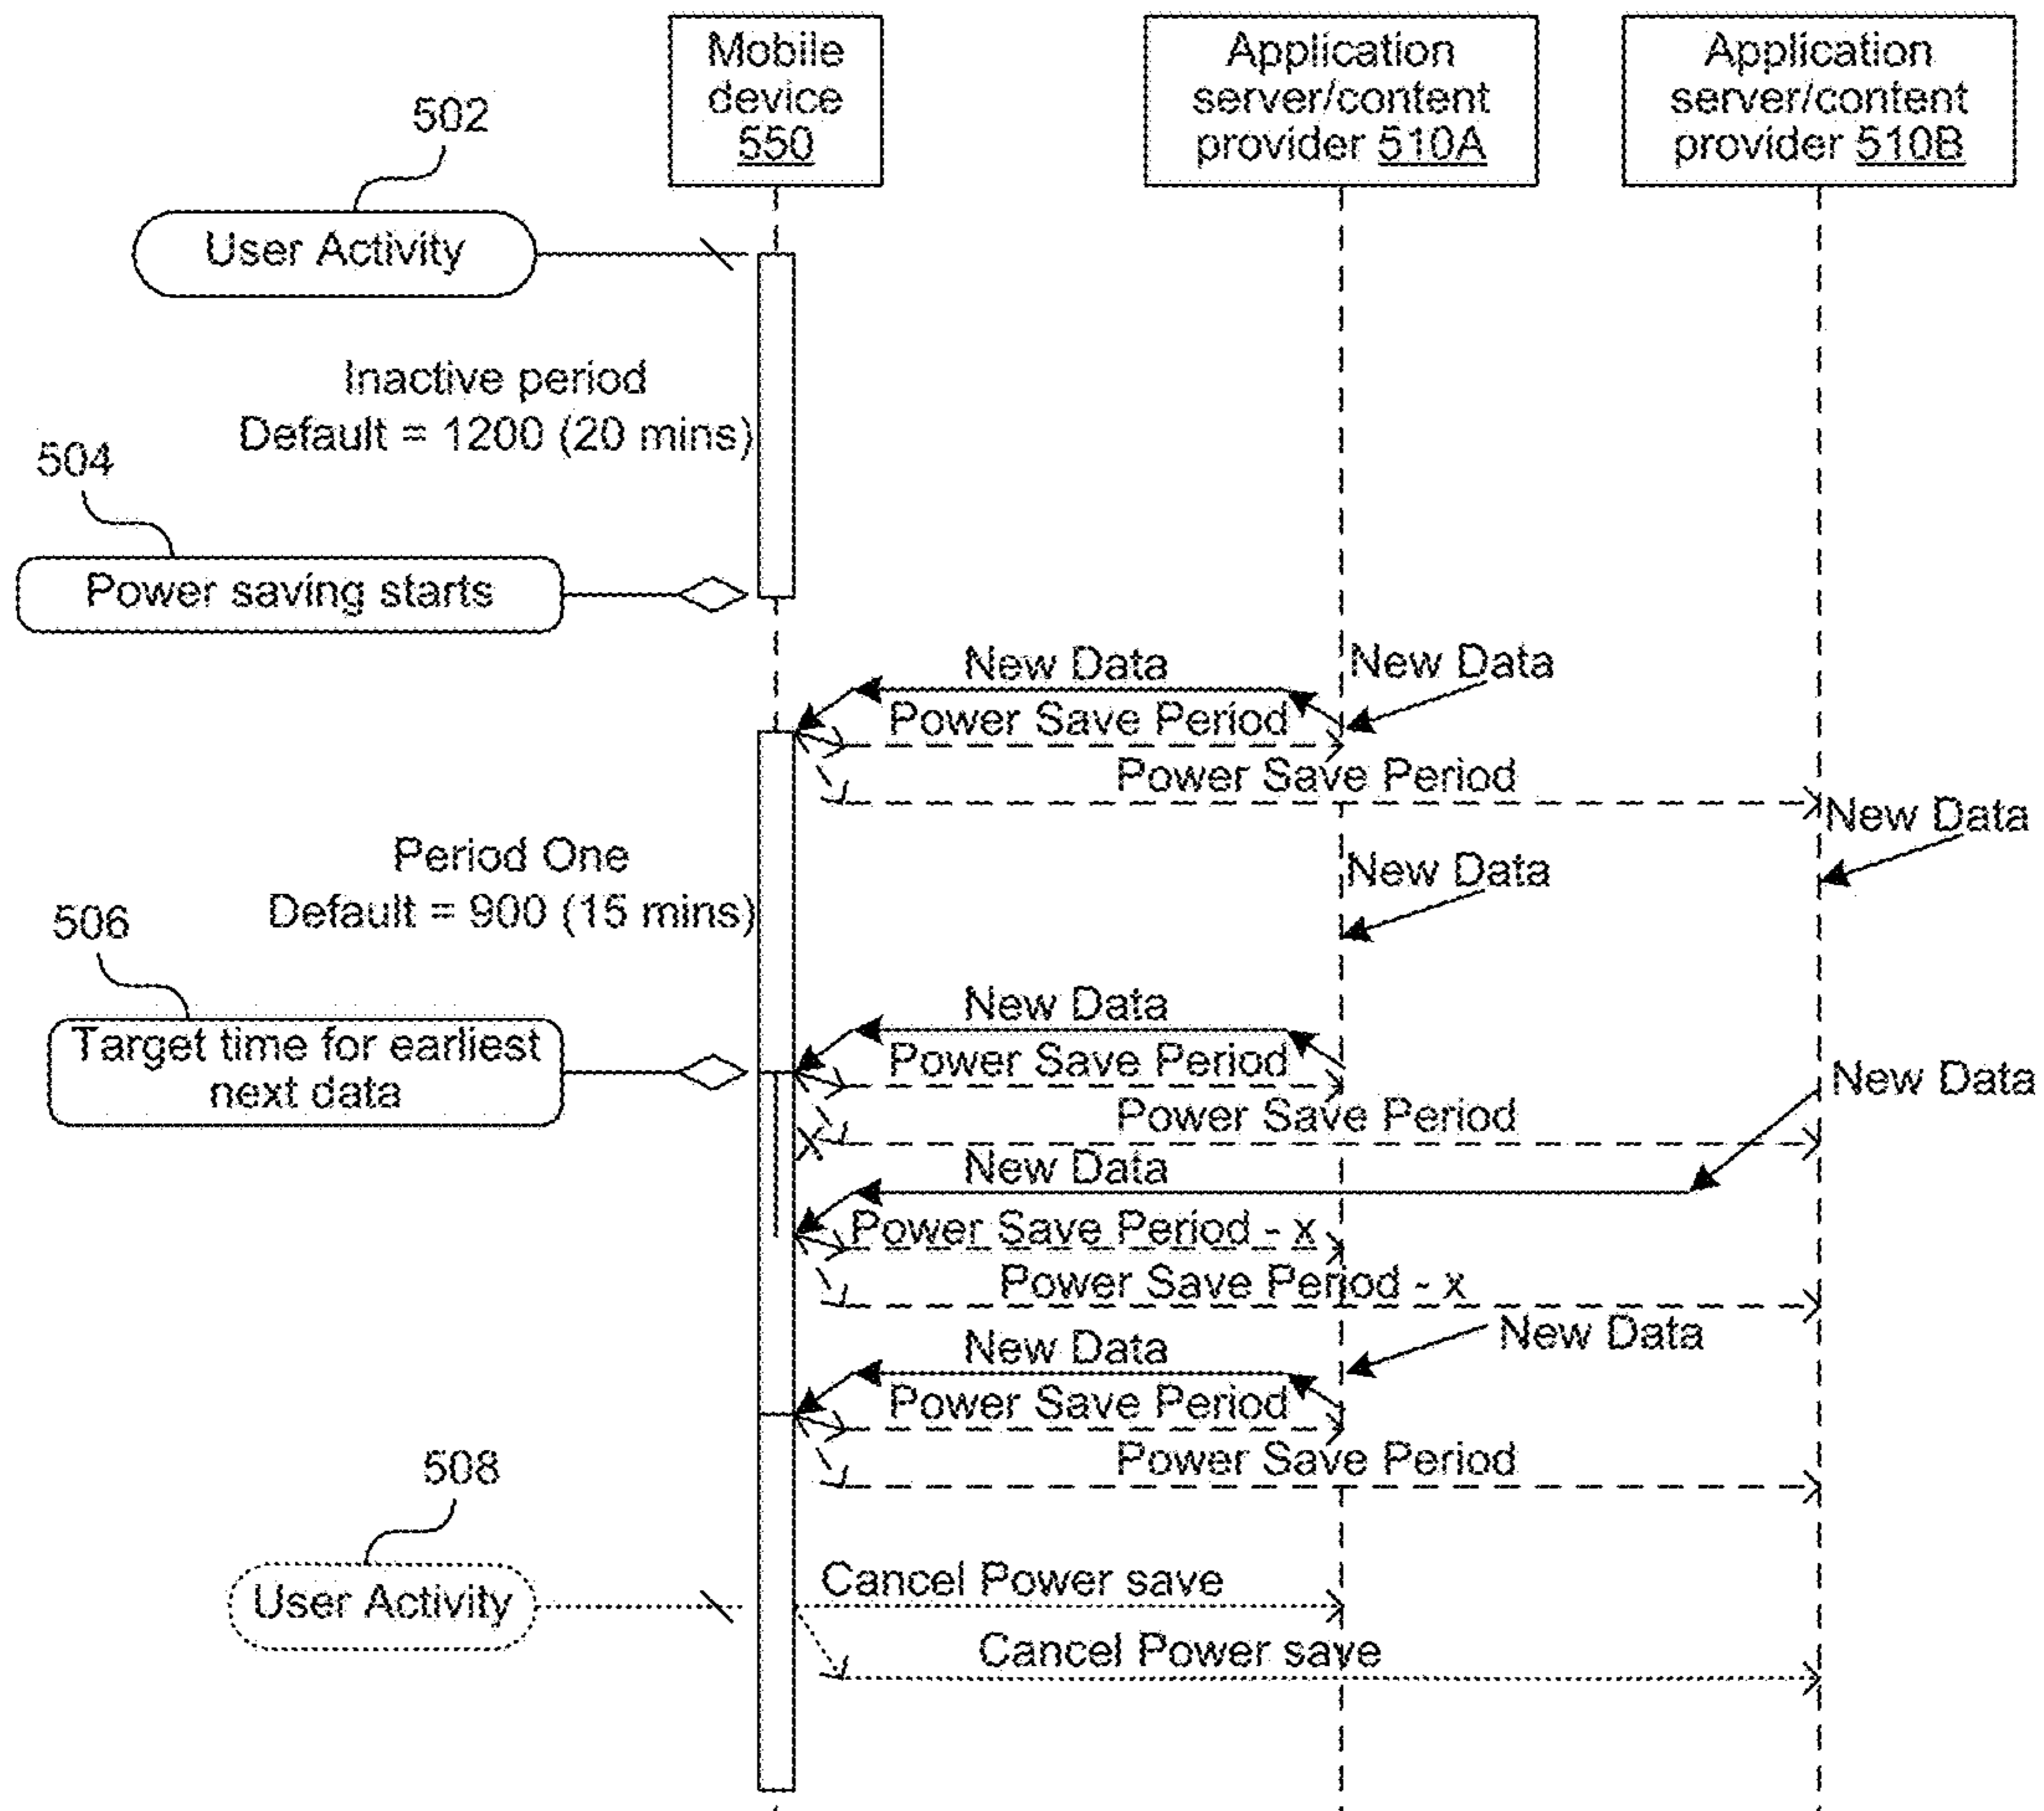 Mobile
device
550
Application
server/content
provider 510A
Application
server/content
provider 510B
502
User Activity
Inactive period
Default = 1200 (20 mins)
504
Power saving starts
New Data
New Data
Power Save Period
Power Save Period
New Data
Period One
Default = 900 (15 mins)
New Data
506
New Data
Target time for earliest
next data
Power Save Period
New Data
Power Save Period
New Data
Power Save Period - x
Power Save Period - x
New Data
New Data
Power Save Period
Power Save Period
508
User Activity
Cancel Power save
Cancel Power save